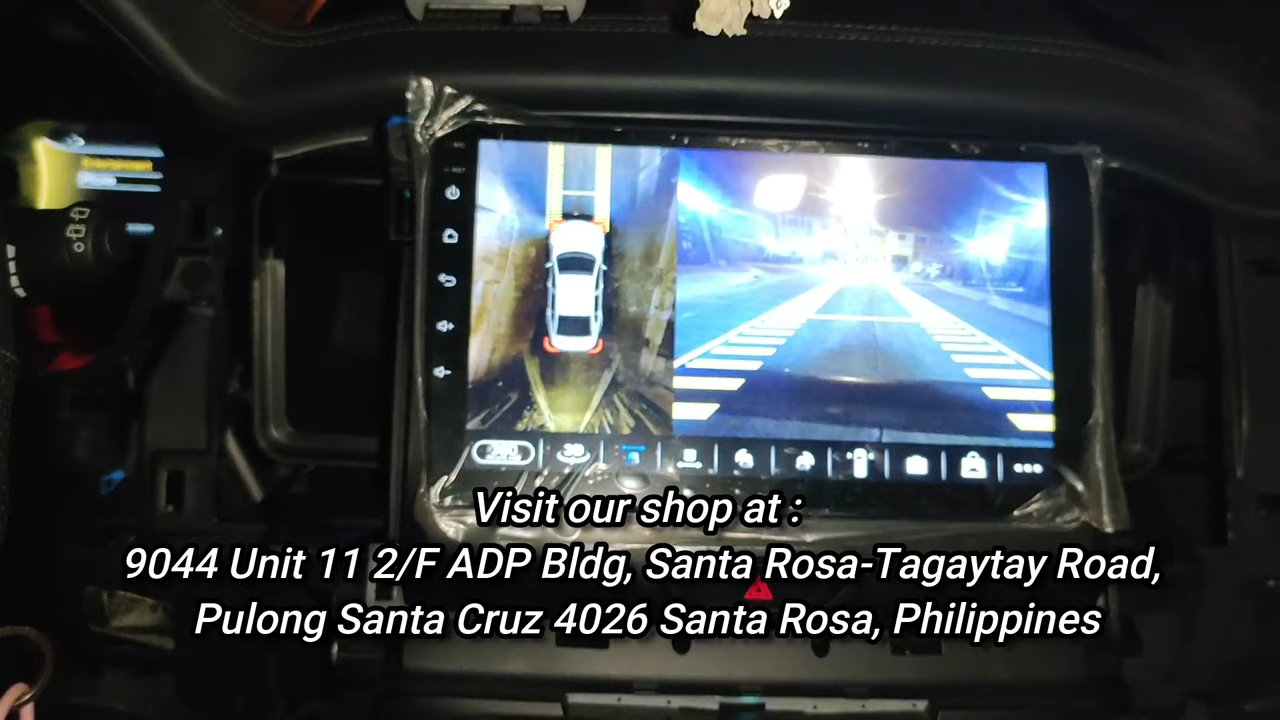 Visit our shop at :
9044 Unit 11 2/F ADP Bldg, Santa Rosa-Tagaytay Road,
Pulong Santa Cruz 4026 Santa Rosa, Philippines